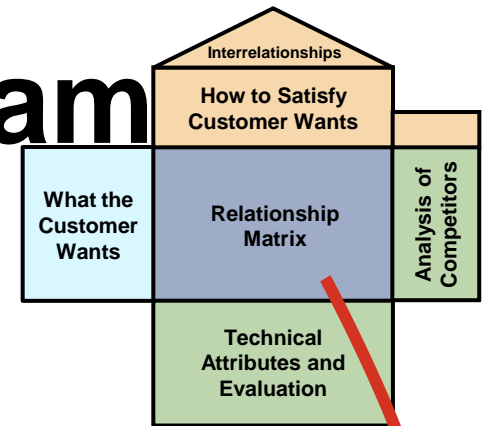 Interrelationships
am
How to Satisfy
Customer Wants
What the
Customer
Wants
Relationship
Matrix
Analysis of
Competitors
Technical
Attributes and
Evaluation